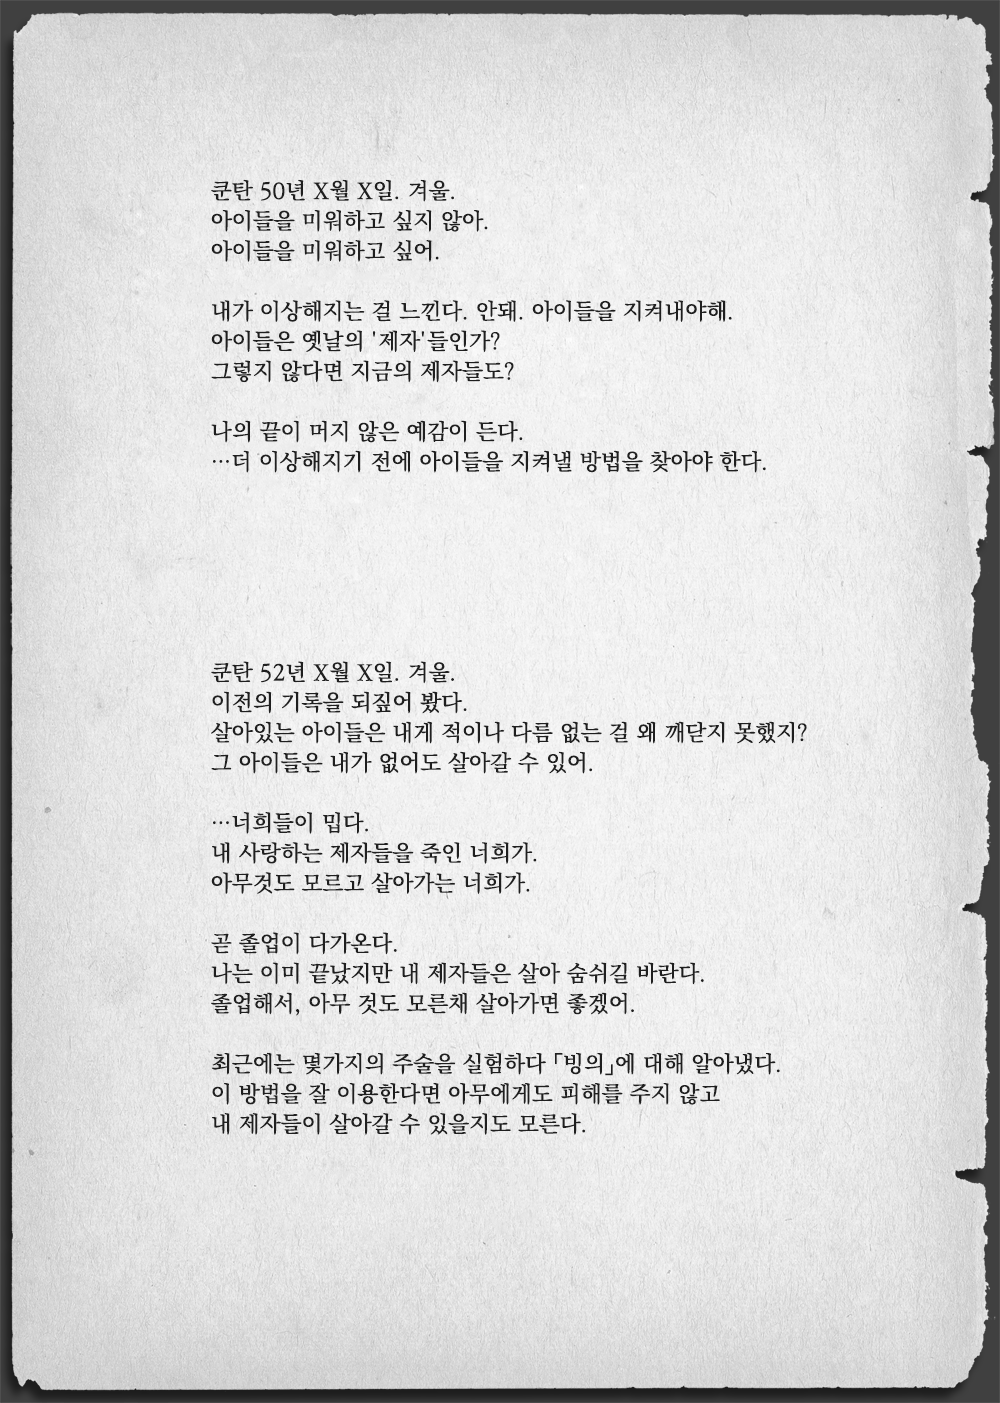 쿤탄 50년 X월 X일. 겨울.
아이들을 미워하고 싶지 않아.
아이들을 미워하고 싶어.
내가 이상해지는 걸 느낀다. 안돼. 아이들을 지켜내야해.
아이들은 옛날의 '제자'들인가?
그렇지 않다면 지금의 제자들도?
나의 끝이 머지 않은 예감이 든다.
…더 이상해지기 전에 아이들을 지켜낼 방법을 찾아야 한다.
쿤탄 52년 X월 X일. 겨울.
이전의 기록을 되짚어 봤다.
살아있는 아이들은 내게 적이나 다름 없는 걸 왜 깨닫지 못했지?
그 아이들은 내가 없어도 살아갈 수 있어.
…너희들이 밉다.
내 사랑하는 제자들을 죽인 너희가.
아무것도 모르고 살아가는 너희가.
곧 졸업이 다가온다.
나는 이미 끝났지만 내 제자들은 살아 숨쉬길 바란다.
졸업해서, 아무 것도 모른채 살아가면 좋겠어.
최근에는 몇가지의 주술을 실험하다 「빙의」에 대해 알아냈다.
이 방법을 잘 이용한다면 아무에게도 피해를 주지 않고
내 제자들이 살아갈 수 있을지도 모른다.